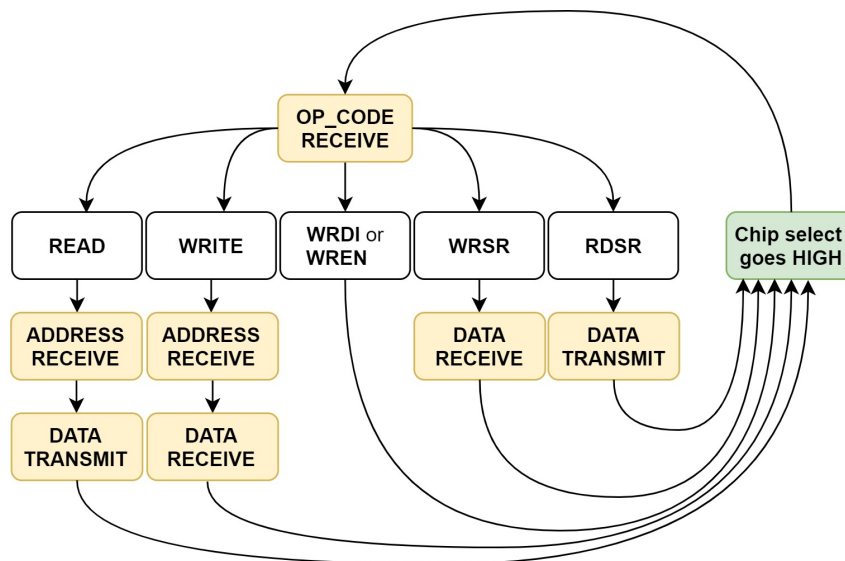 OP_CODE
RECEIVE
READ
WRITE
WRDI or
WREN
WRSR
RDSR
Chip select
goes HIGH
ADDRESS
RECEIVE
ADDRESS
RECEIVE
DATA
RECEIVE
DATA
TRANSMIT
DATA
TRANSMIT
DATA
RECEIVE